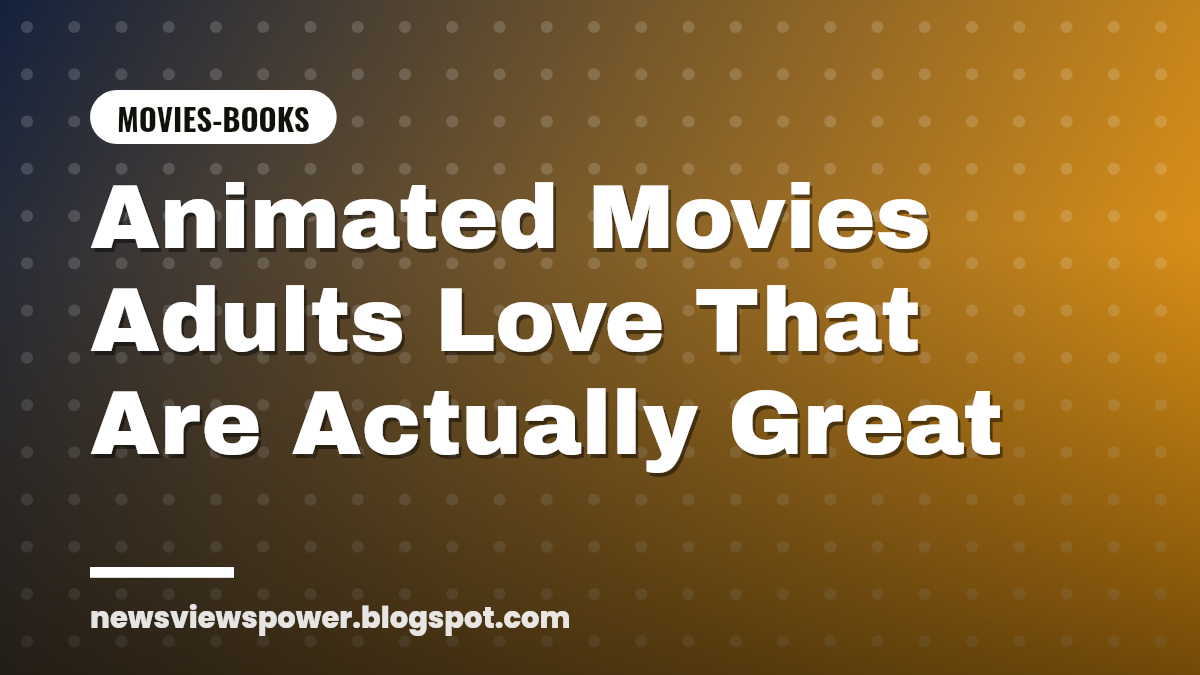 MOVIES-BOOKS
Animated Movies
Adults Love That
Are Actually Great
newsviewspower.blogspot.com